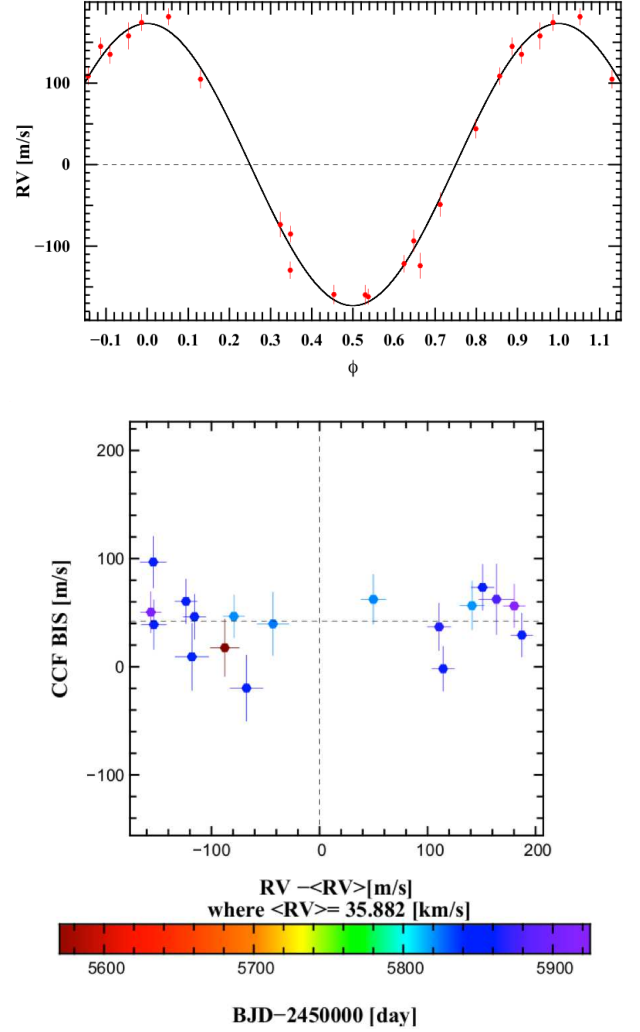 100
0
−100
RV [m/s]
−0.1 0.0 0.1 0.2 0.3 0.4 0.5 0.6 0.7 0.8 0.9 1.0 1.1
ϕ
200
100
0
−100
CCF BIS [m/s]
−100 0 100 200
RV −<RV>[m/s]
where <RV>= 35.882 [km/s]
5600 5700 5800 5900
BJD−2450000 [day]